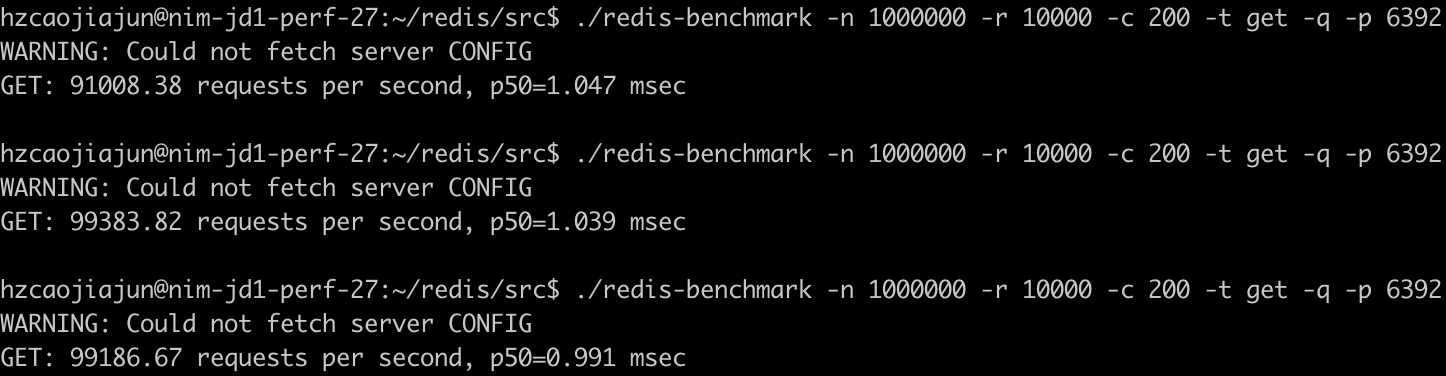 hzcaojiajun@nim-jd1-perf-27:~/redis/src$ ./redis-benchmark -n 1000000 -r 10000 -c 200 -t get -q -p 6392
WARNING: Could not fetch server CONFIG
GET: 91008.38 requests per second, p50=1.047 msec
hzcaojiajun@nim-jd1-perf-27:~/redis/src$ ./redis-benchmark -n 1000000 -r 10000 -c 200 -t get -q -p 6392
WARNING: Could not fetch server CONFIG
GET: 99383.82 requests per second, p50=1.039 msec
hzcaojiajun@nim-jd1-perf-27:~/redis/src$ ./redis-benchmark -n 1000000 -r 10000 -c 200 -t get -q -p 6392
WARNING: Could not fetch server CONFIG
GET: 99186.67 requests per second, p50=0.991 msec